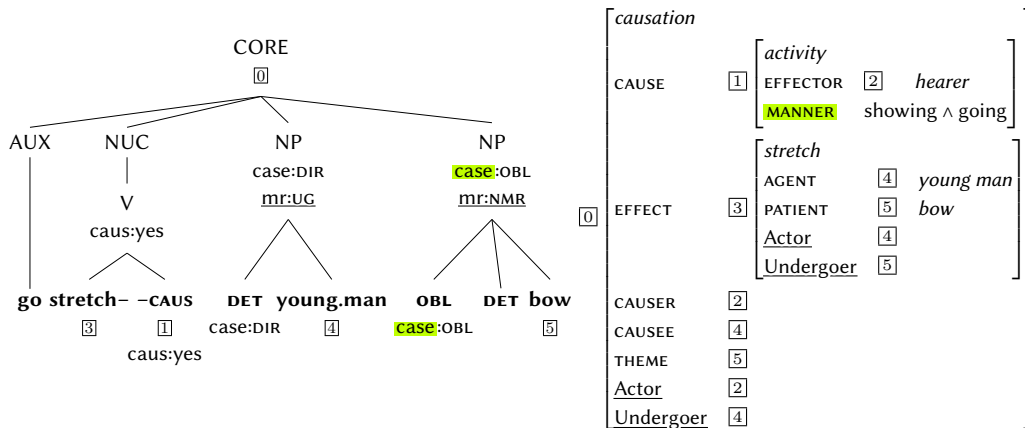 CORE
0
AUX NUC NP NP
case:DIR case:OBL
mr:UG mr:NMR
V
caus:yes
go stretch– –CAUS DET young.man OBL DET bow
3 1 case:DIR 4 case:OBL 5
caus:yes
0
causation
CAUSE 1
activity
EFFECTOR 2 hearer
MANNER showing ∧ going
EFFECT 3
stretch
AGENT 4 young man
PATIENT 5 bow
Actor 4
Undergoer 5
CAUSER 2
CAUSEE 4
THEME 5
Actor 2
Undergoer 4